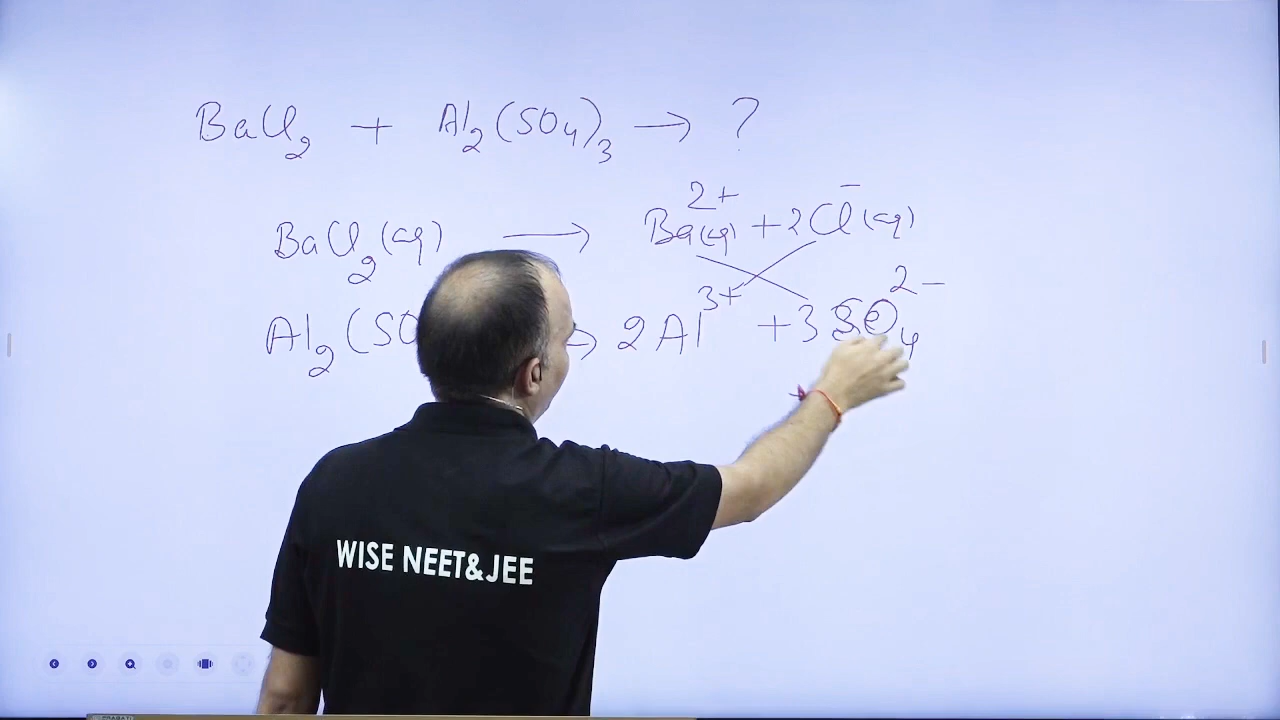 BaCl₂ + Al₂(SO₄)₃ → ?
BaCl₂(aq) → Ba²⁺(aq) + 2Cl⁻(aq)
Al₂(SO → 2Al³⁺ + 3SO₄²⁻
WISE NEET&JEE